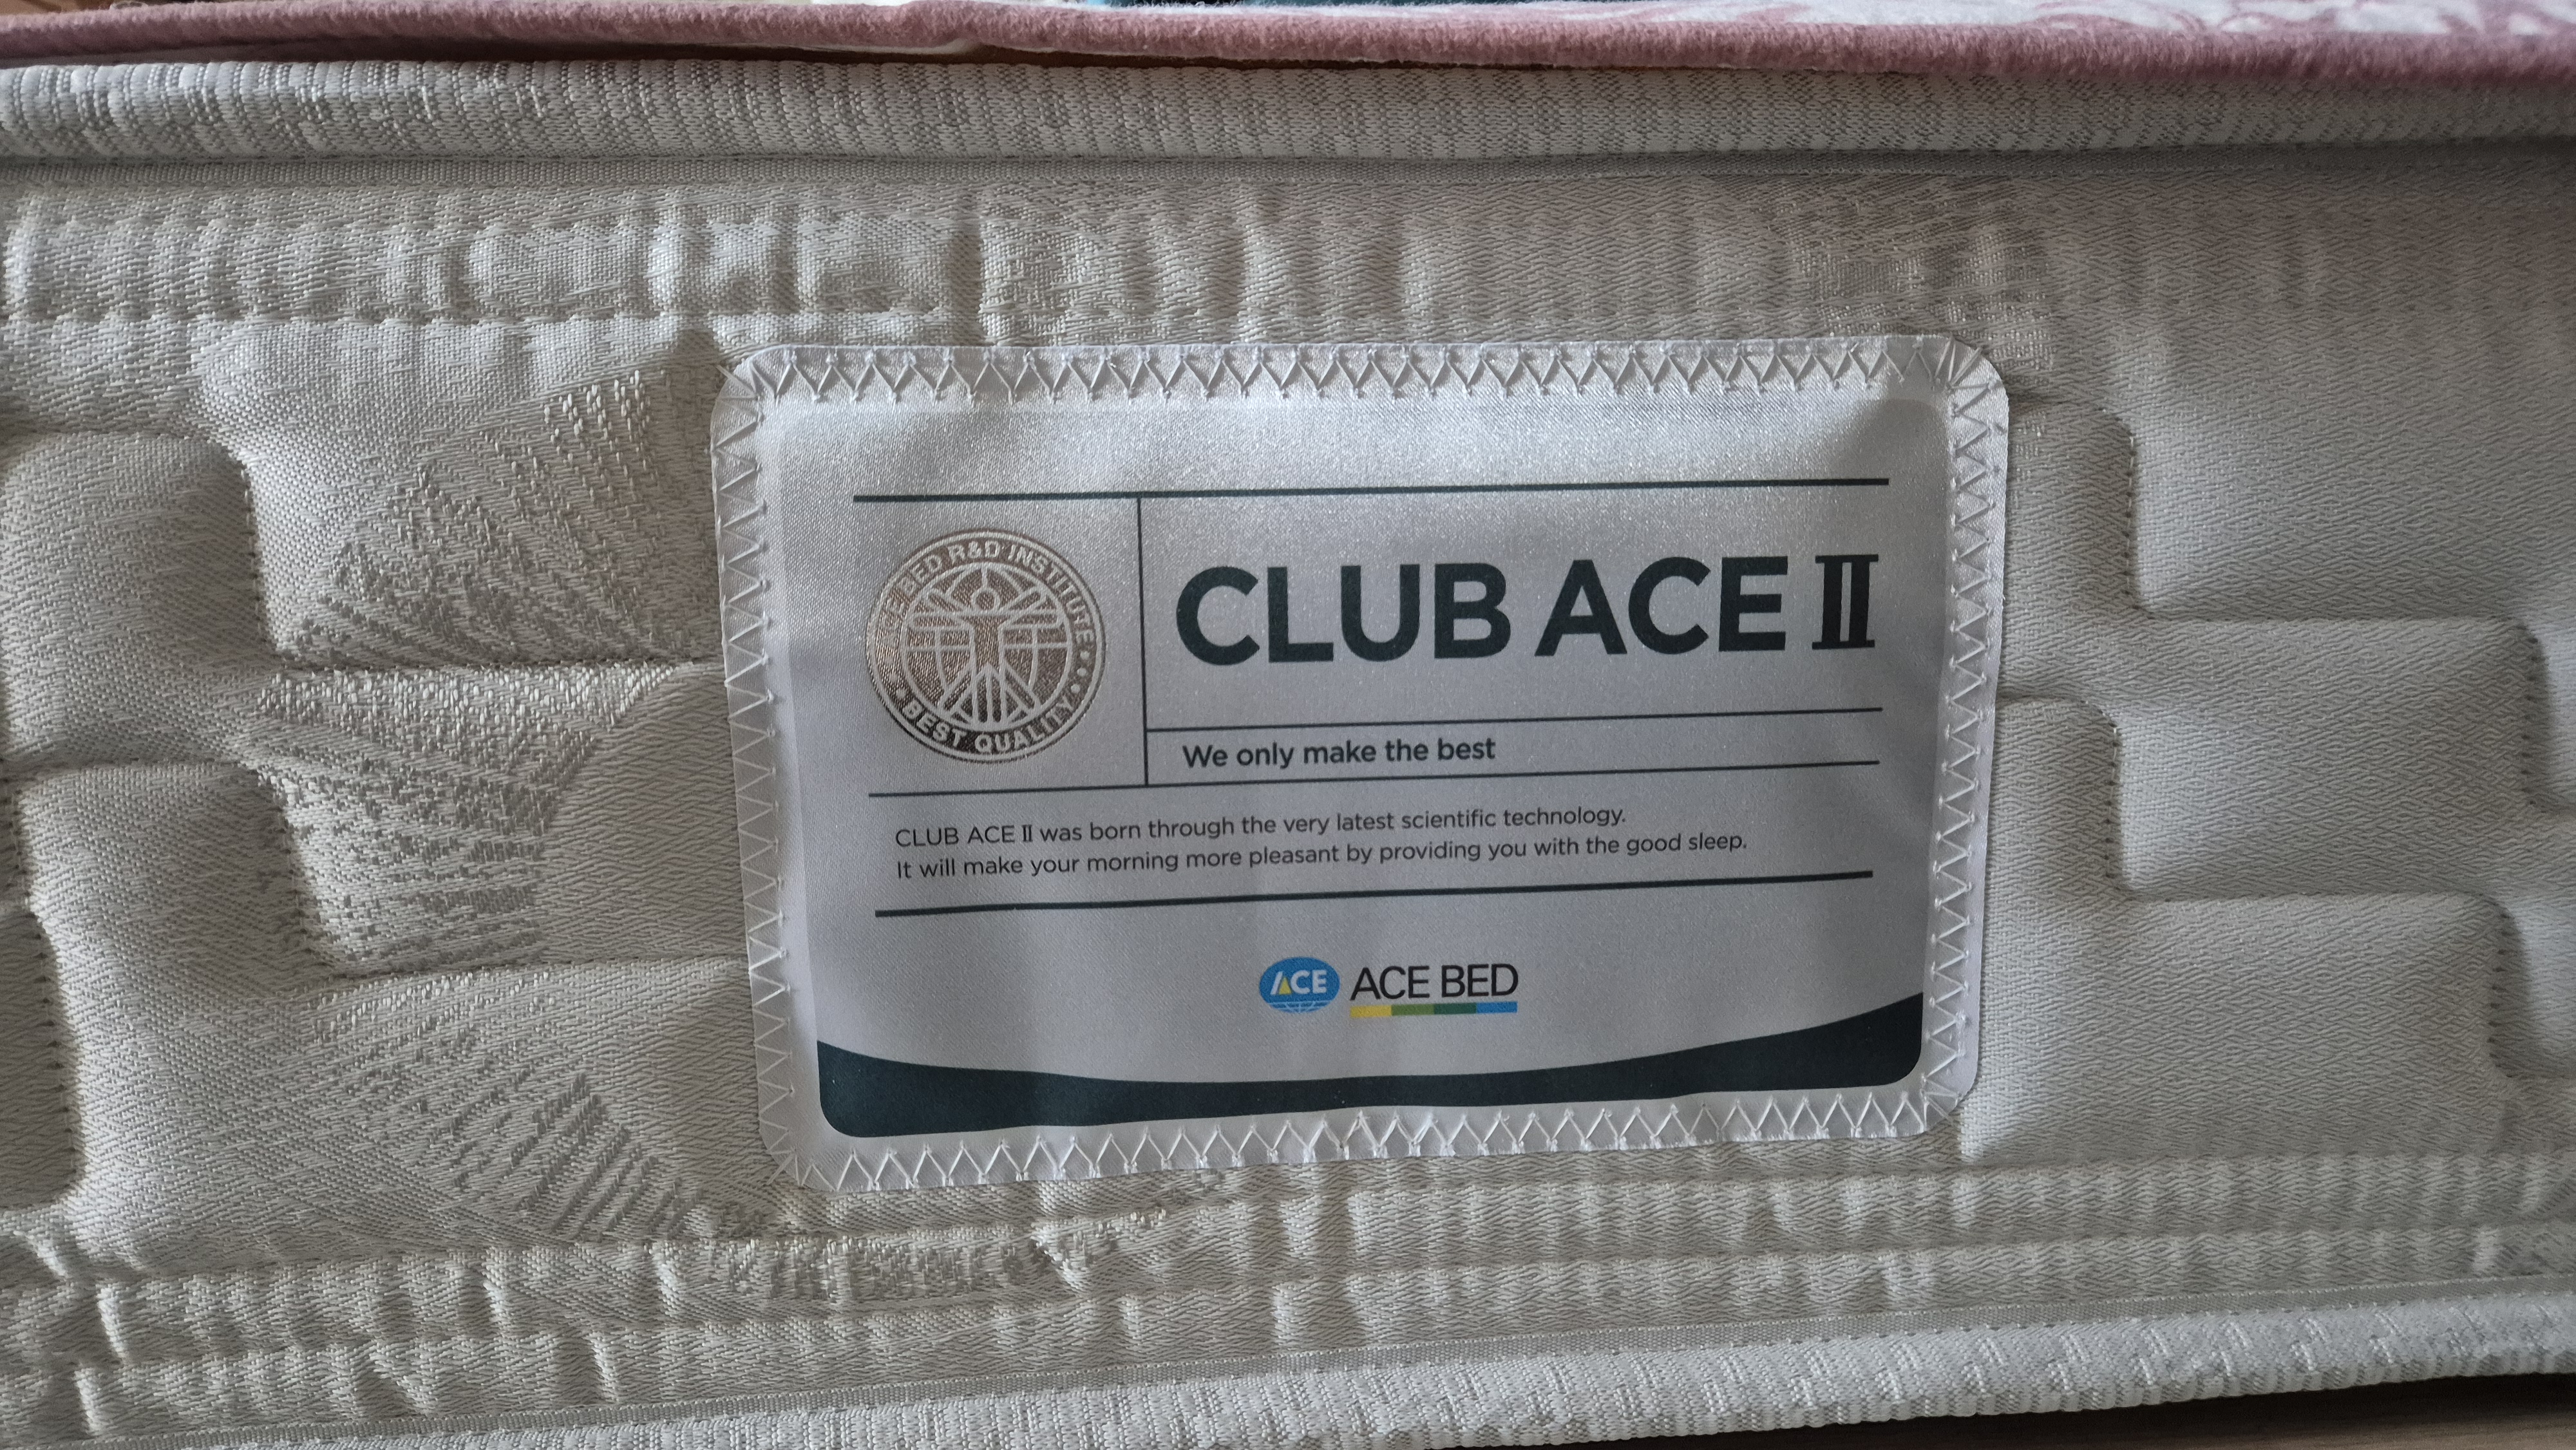 ACE BED R&D INSTITUTE
BEST QUALITY
CLUB ACE Ⅱ
We only make the best
CLUB ACE Ⅱ was born through the very latest scientific technology.
It will make your morning more pleasant by providing you with the good sleep.
ACE ACE BED